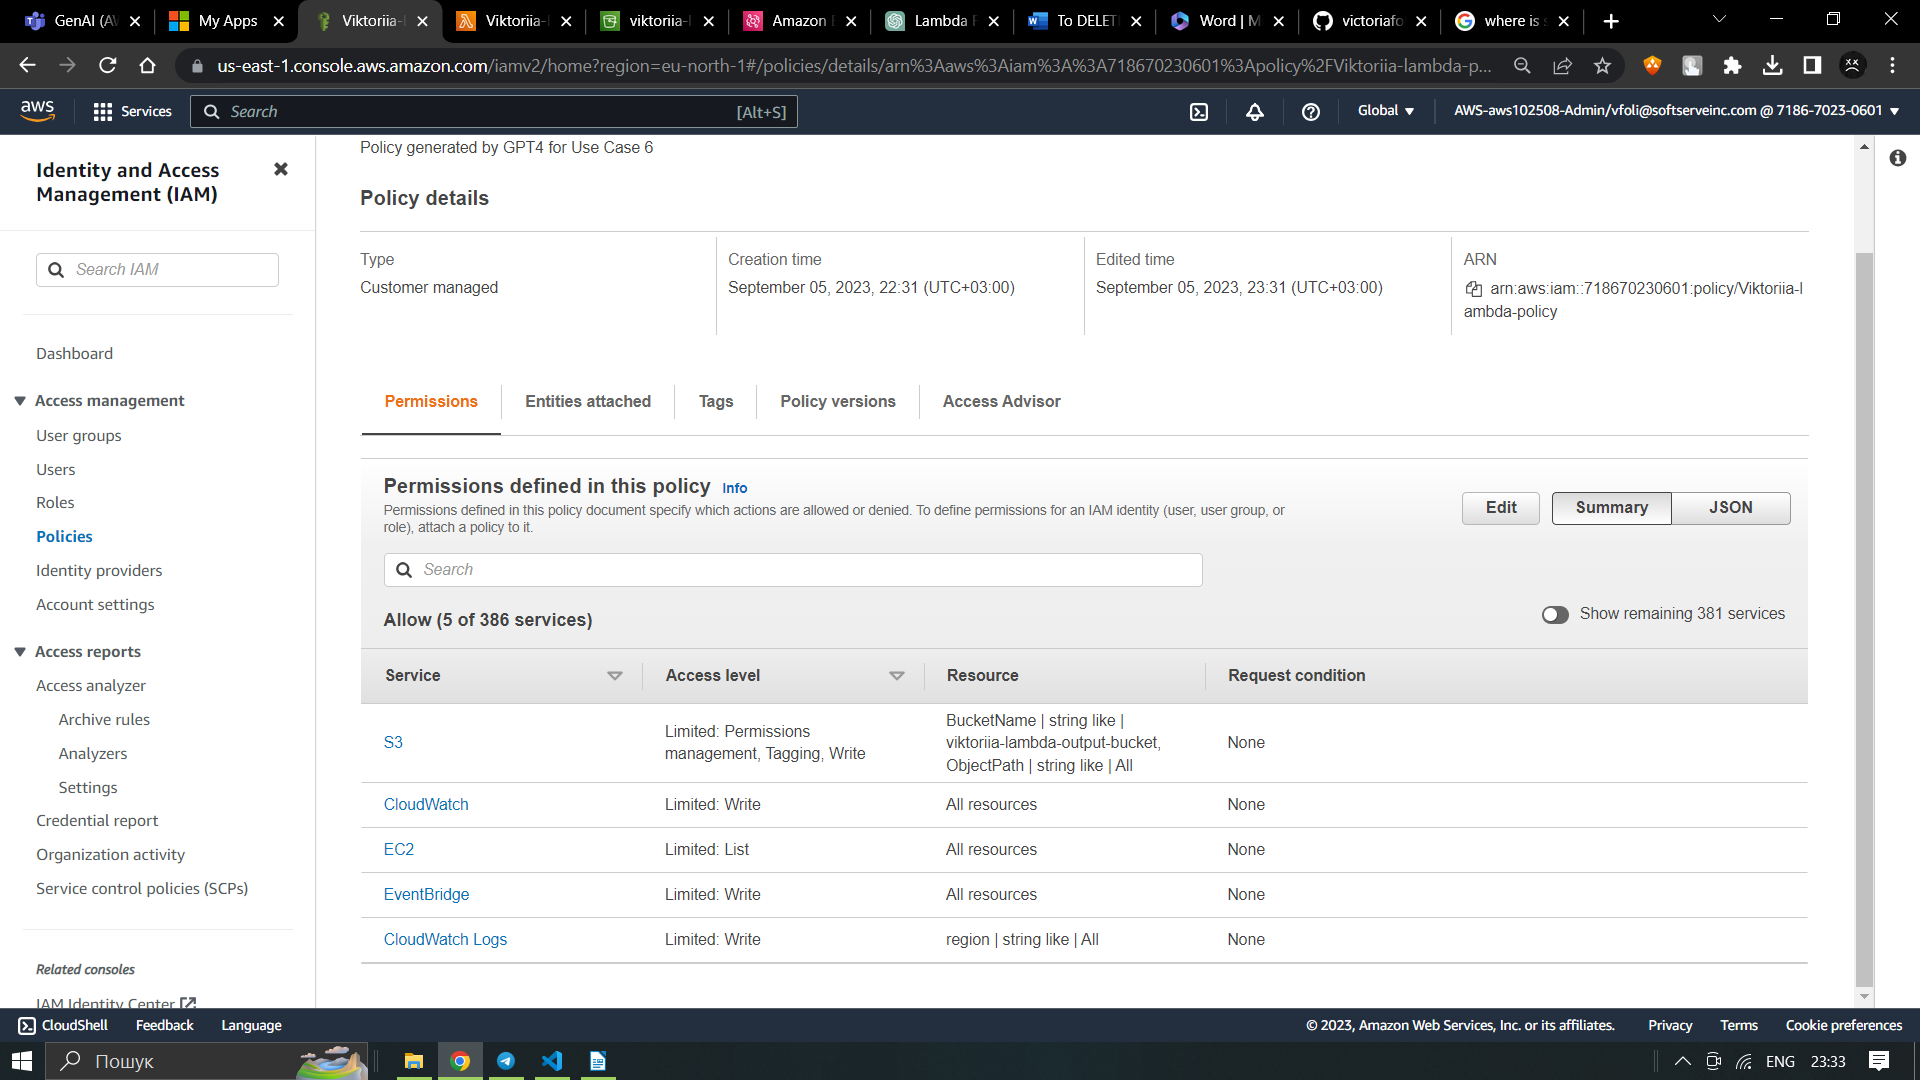 GenAI (A
My Apps
Viktoriia-
Viktoriia-
viktoriia-
Amazon
Lambda F
To DELET
Word | M
victoriafo
where is s
us-east-1.console.aws.amazon.com/iamv2/home?region=eu-north-1#/policies/details/arn%3Aaws%3Aiam%3A%3A718670230601%3Apolicy%2FViktoriia-lambda-p...
aws
Services
Search
[Alt+S]
Global
AWS-aws102508-Admin/vfoli@softserveinc.com @ 7186-7023-0601
Identity and Access
Management (IAM)
Search IAM
Dashboard
Access management
User groups
Users
Roles
Policies
Identity providers
Account settings
Access reports
Access analyzer
Archive rules
Analyzers
Settings
Credential report
Organization activity
Service control policies (SCPs)
Related consoles
IAM Identity Center
Policy generated by GPT4 for Use Case 6
Policy details
Type
Customer managed
Creation time
September 05, 2023, 22:31 (UTC+03:00)
Edited time
September 05, 2023, 23:31 (UTC+03:00)
ARN
arn:aws:iam::718670230601:policy/Viktoriia-l
ambda-policy
Permissions
Entities attached
Tags
Policy versions
Access Advisor
Permissions defined in this policy Info
Permissions defined in this policy document specify which actions are allowed or denied. To define permissions for an IAM identity (user, user group, or
role), attach a policy to it.
Edit
Summary
JSON
Search
Allow (5 of 386 services)
Show remaining 381 services
Service
Access level
Resource
Request condition
S3
Limited: Permissions
management, Tagging, Write
BucketName | string like |
viktoriia-lambda-output-bucket,
ObjectPath | string like | All
None
CloudWatch
Limited: Write
All resources
None
EC2
Limited: List
All resources
None
EventBridge
Limited: Write
All resources
None
CloudWatch Logs
Limited: Write
region | string like | All
None
CloudShell
Feedback
Language
© 2023, Amazon Web Services, Inc. or its affiliates.
Privacy
Terms
Cookie preferences
Пошук
ENG
23:33